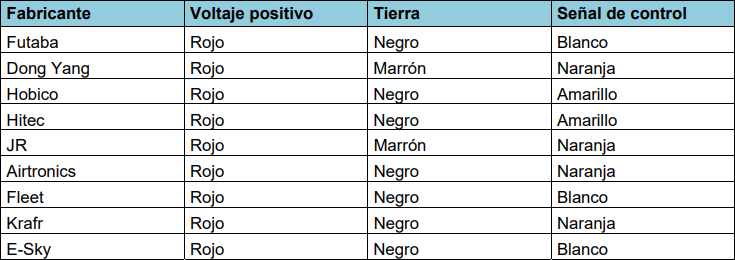 Fabricante Voltaje positivo Tierra Señal de control
Futaba Rojo Negro Blanco
Dong Yang Rojo Marrón Naranja
Hobico Rojo Negro Amarillo
Hitec Rojo Negro Amarillo
JR Rojo Marrón Naranja
Airtronics Rojo Negro Naranja
Fleet Rojo Negro Blanco
Krafr Rojo Negro Naranja
E-Sky Rojo Negro Blanco